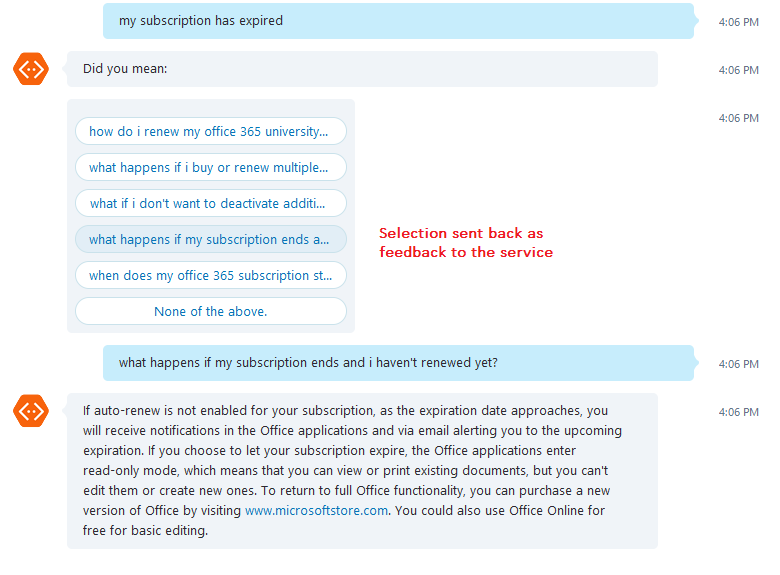 my subscription has expired
4:06 PM
Did you mean:
4:06 PM
4:06 PM
how do i renew my office 365 university...
what happens if i buy or renew multiple...
what if i don't want to deactivate additi...
what happens if my subscription ends a...
when does my office 365 subscription st...
None of the above.
Selection sent back as
feedback to the service
what happens if my subscription ends and i haven't renewed yet?
4:06 PM
If auto-renew is not enabled for your subscription, as the expiration date approaches, you
4:06 PM
will receive notifications in the Office applications and via email alerting you to the upcoming
expiration. If you choose to let your subscription expire, the Office applications enter
read-only mode, which means that you can view or print existing documents, but you can't
edit them or create new ones. To return to full Office functionality, you can purchase a new
version of Office by visiting www.microsoftstore.com. You could also use Office Online for
free for basic editing.